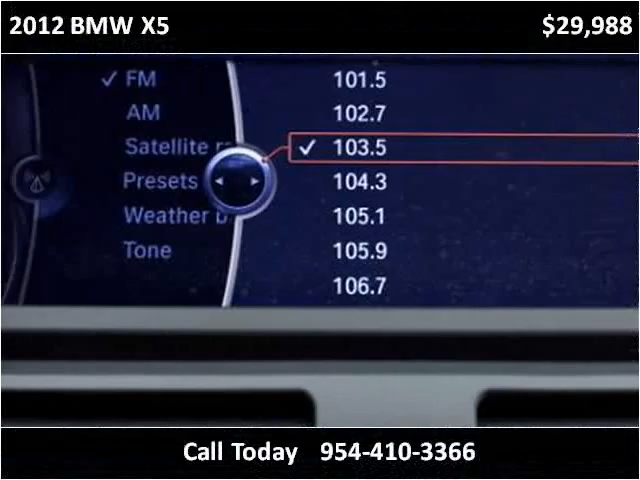 2012 BMW X5 $29,988
✓ FM 101.5
AM 102.7
Satellite ✓ 103.5
Presets 104.3
Weather 105.1
Tone 105.9
106.7
Call Today 954-410-3366